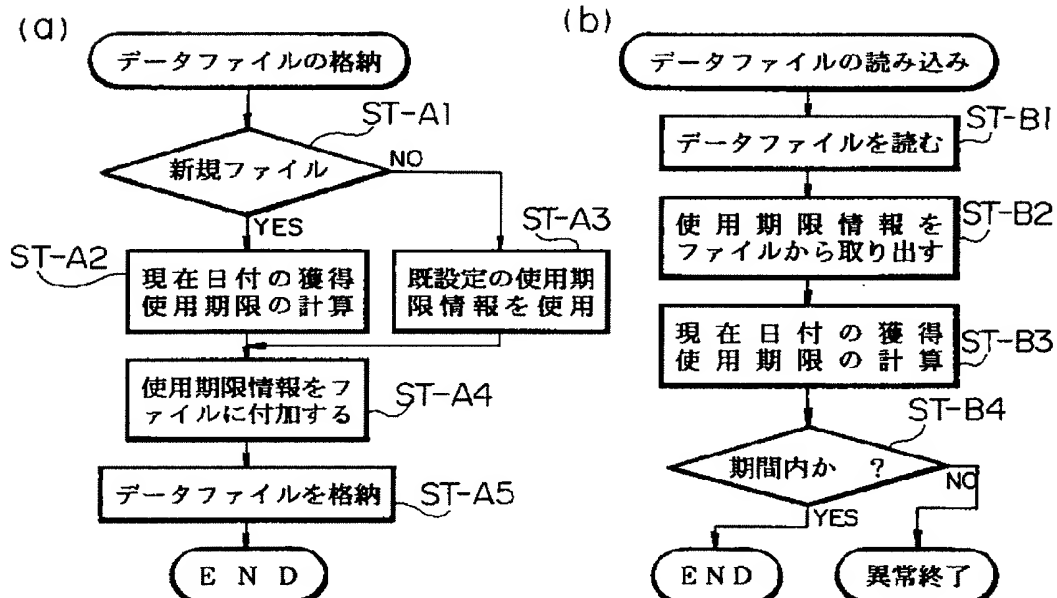 (a)
データファイルの格納
ST-A1
新規ファイル
NO
YES
ST-A2
現在日付の獲得
使用期限の計算
ST-A3
既設定の使用期
限情報を使用
使用期限情報をフ
ァイルに付加する
ST-A4
データファイルを格納
ST-A5
END
(b)
データファイルの読み込み
ST-B1
データファイルを読む
ST-B2
使用期限情報を
ファイルから取り出す
現在日付の獲得
使用期限の計算
ST-B3
ST-B4
期間内か ?
NO
YES
END
異常終了